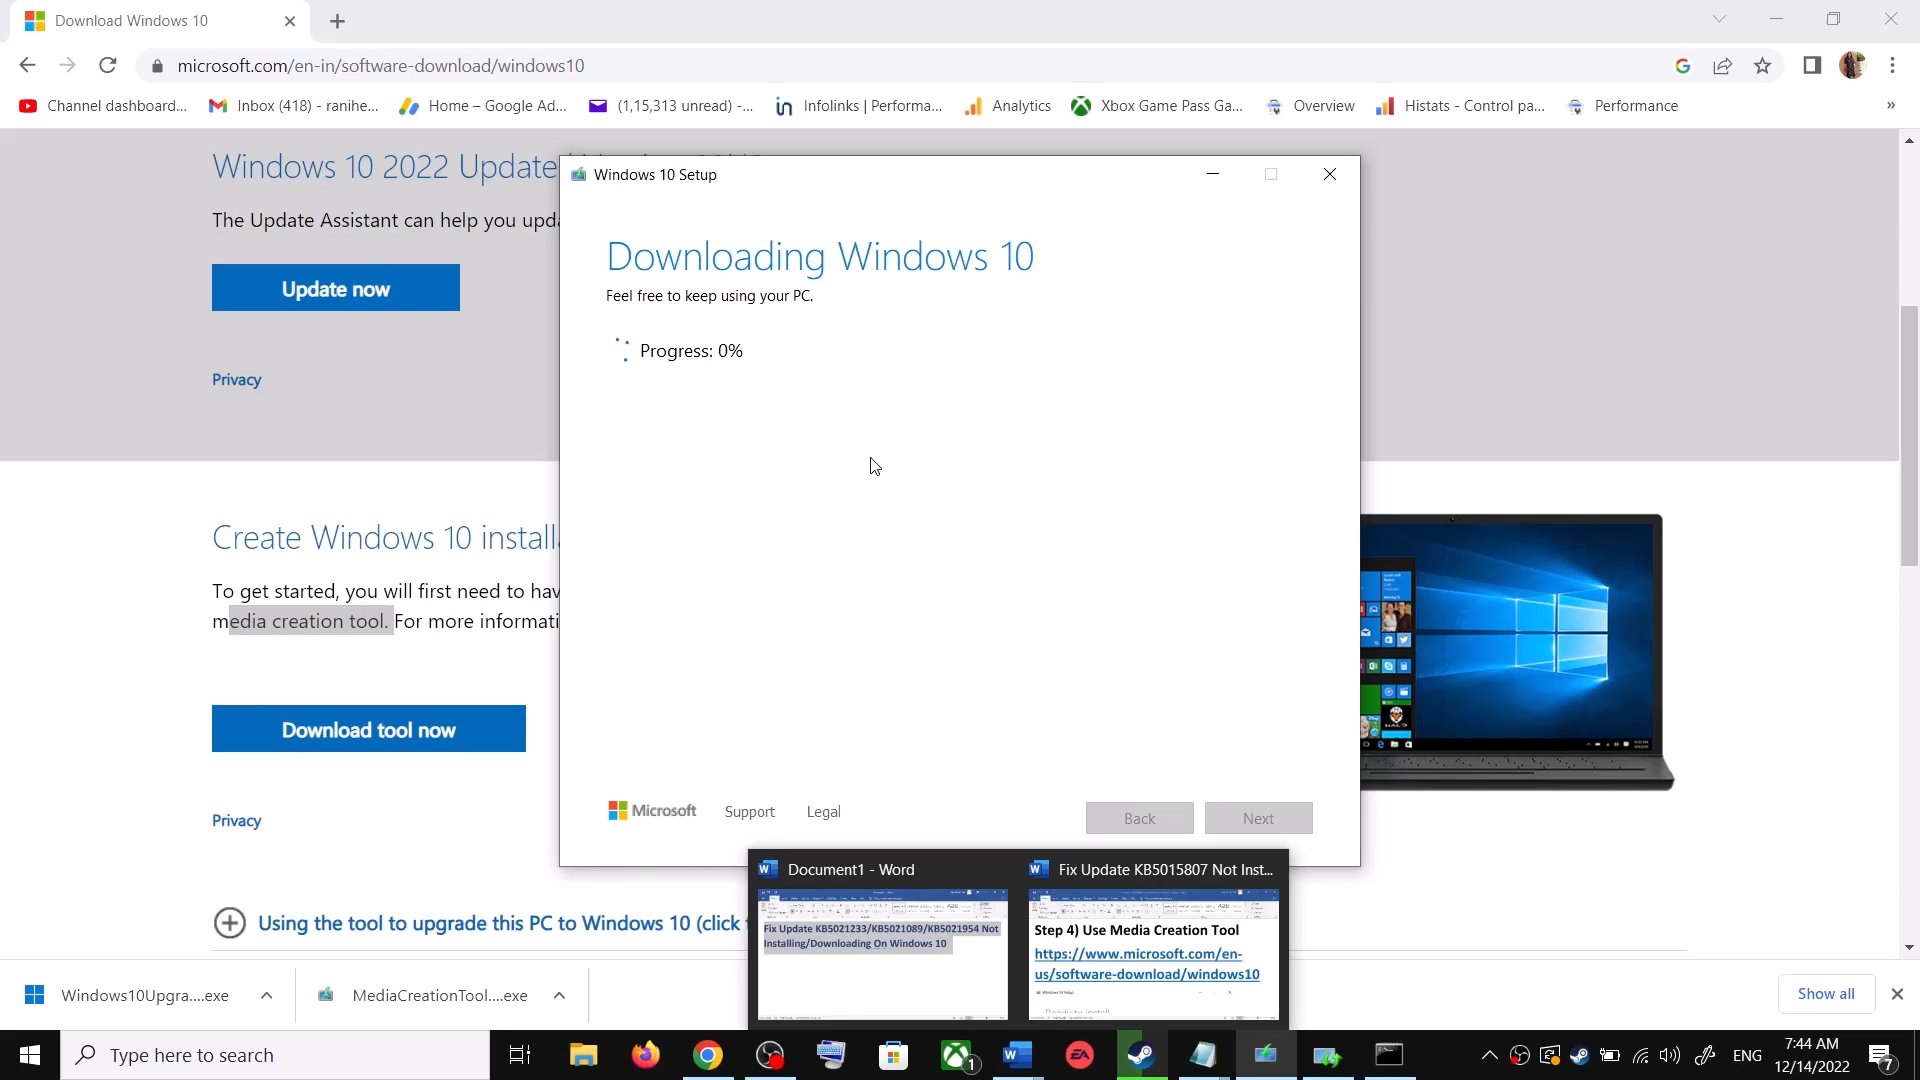 Download Windows 10
microsoft.com/en-in/software-download/windows10
Channel dashboard...
Inbox (418) - ranihe...
Home – Google Ad...
(1,15,313 unread) -...
Infolinks | Performa...
Analytics
Xbox Game Pass Ga...
Overview
Histats - Control pa...
Performance
»
Windows 10 2022 Update
The Update Assistant can help you upda
Update now
Privacy
Windows 10 Setup
Downloading Windows 10
Feel free to keep using your PC.
Progress: 0%
Microsoft
Support
Legal
Back
Next
Create Windows 10 installa
To get started, you will first need to hav
media creation tool. For more informati
Download tool now
Privacy
Using the tool to upgrade this PC to Windows 10 (click t
Document1 - Word
Fix Update KB5021233/KB5021089/KB5021954 Not
Installing/Downloading On Windows 10
Fix Update KB5015807 Not Inst...
Step 4) Use Media Creation Tool
https://www.microsoft.com/en-
us/software-download/windows10
Windows10Upgra....exe
MediaCreationTool....exe
Show all
Type here to search
1
ENG
7:44 AM
12/14/2022
7